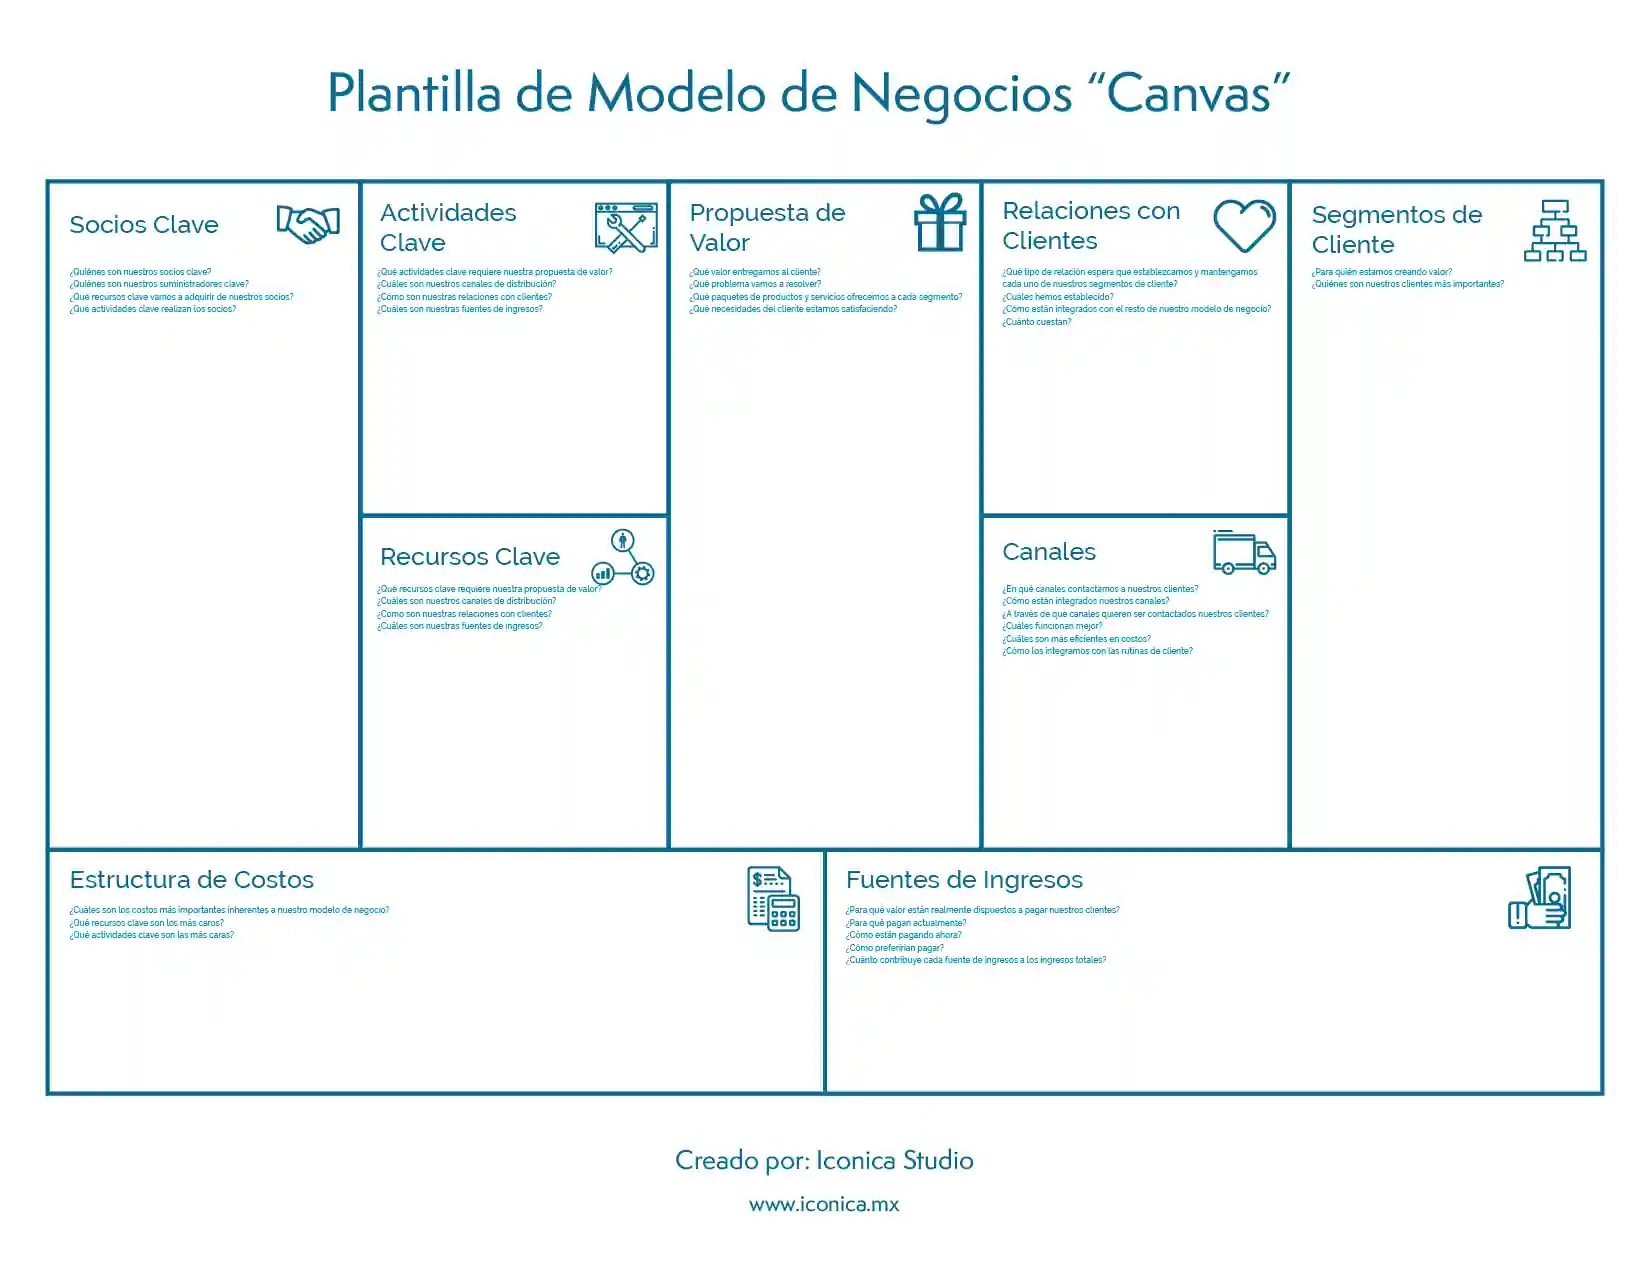 Plantilla de Modelo de Negocios “Canvas”
Socios Clave
¿Quiénes son nuestros socios clave?
¿Quiénes son nuestros suministradores clave?
¿Qué recursos clave vamos a adquirir de nuestros socios?
¿Qué actividades clave realizan los socios?
Actividades
Clave
¿Qué actividades clave requiere nuestra propuesta de valor?
¿Cuáles son nuestros canales de distribución?
¿Cómo son nuestras relaciones con clientes?
¿Cuáles son nuestras fuentes de ingresos?
Recursos Clave
¿Qué recursos clave requiere nuestra propuesta de valor?
¿Cuáles son nuestros canales de distribución?
¿Cómo son nuestras relaciones con clientes?
¿Cuáles son nuestras fuentes de ingresos?
Propuesta de
Valor
¿Qué valor entregamos al cliente?
¿Qué problema vamos a resolver?
¿Qué paquetes de productos y servicios ofrecemos a cada segmento?
¿Qué necesidades del cliente estamos satisfaciendo?
Relaciones con
Clientes
¿Qué tipo de relación espera que establezcamos y mantengamos
cada uno de nuestros segmentos de cliente?
¿Cuáles hemos establecido?
¿Cómo están integrados con el resto de nuestro modelo de negocio?
¿Cuánto cuestan?
Canales
¿En qué canales contactamos a nuestros clientes?
¿Cómo están integrados nuestros canales?
¿A través de qué canales quieren ser contactados nuestros clientes?
¿Cuáles funcionan mejor?
¿Cuáles son más eficientes en costos?
¿Cómo los integramos con las rutinas de cliente?
Segmentos de
Cliente
¿Para quién estamos creando valor?
¿Quiénes son nuestros clientes más importantes?
Estructura de Costos
¿Cuáles son los costos más importantes inherentes a nuestro modelo de negocio?
¿Qué recursos clave son los más caros?
¿Qué actividades clave son las más caras?
Fuentes de Ingresos
¿Para qué valor están realmente dispuestos a pagar nuestros clientes?
¿Para qué pagan actualmente?
¿Cómo están pagando ahora?
¿Cómo preferirían pagar?
¿Cuánto contribuye cada fuente de ingresos a los ingresos totales?
Creado por: Iconica Studio
www.iconica.mx